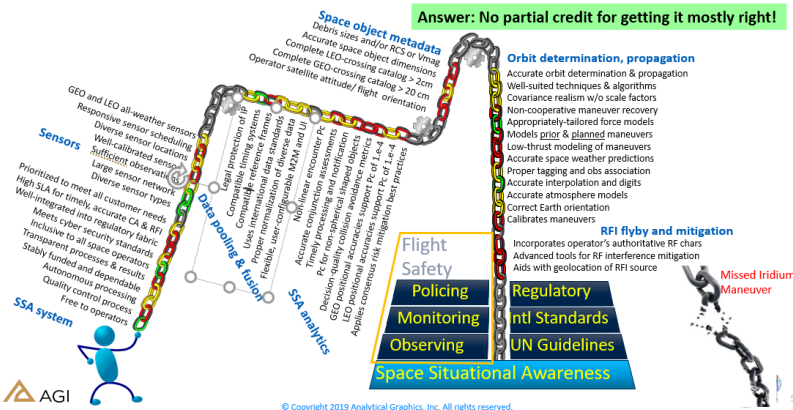 Answer: No partial credit for getting it mostly right!
Space object metadata
Debris sizes and/or RCS or Vmag
Accurate space object dimensions
Complete LEO-crossing catalog > 2cm
Complete GEO-crossing catalog > 20 cm
Operator satellite attitude/ flight orientation
Sensors
GEO and LEO all-weather sensors
Responsive sensor scheduling
Diverse sensor locations
Well-calibrated sensors
Sufficient observations
Large sensor network
Diverse sensor types
SSA system
Prioritized to meet all customer needs
High SLA for timely, accurate CA & RFI
Well-integrated into regulatory fabric
Meets cyber security standards
Inclusive to all space operators
Transparent processes & results
Stably funded and dependable
Autonomous processing
Quality control process
Free to operators
Data pooling & fusion
Legal protection of IP
Compatible timing systems
Compatible reference frames
Uses international data standards
Proper normalization of diverse data
Flexible, user-configurable M2M and UI
SSA analytics
Non-linear encounter Pc
Accurate conjunction assessments
Timely processing and notification
Pc for non-spherical shaped objects
Decision-quality collision avoidance metrics
GEO positional accuracies support Pc of 1.e-4
LEO positional accuracies support Pc of 1.e-4
Applies consensus risk mitigation best practices
Orbit determination, propagation
Accurate orbit determination & propagation
Well-suited techniques & algorithms
Covariance realism w/o scale factors
Non-cooperative maneuver recovery
Appropriately-tailored force models
Models prior & planned maneuvers
Low-thrust modeling of maneuvers
Accurate space weather predictions
Proper tagging and obs association
Accurate interpolation and digits
Accurate atmosphere models
Correct Earth orientation
Calibrates maneuvers
RFI flyby and mitigation
Incorporates operator's authoritative RF chars
Advanced tools for RF interference mitigation
Aids with geolocation of RFI source
Missed Iridium
Maneuver
Flight
Safety
Policing
Regulatory
Monitoring
Intl Standards
Observing
UN Guidelines
Space Situational Awareness
AGI
© Copyright 2019 Analytical Graphics, Inc. All rights reserved.